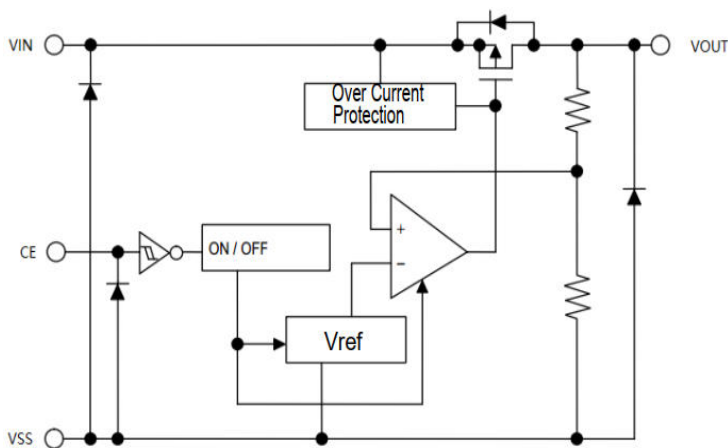 VIN
VOUT
Over Current
Protection
+
CE
ON / OFF
−
Vref
VSS